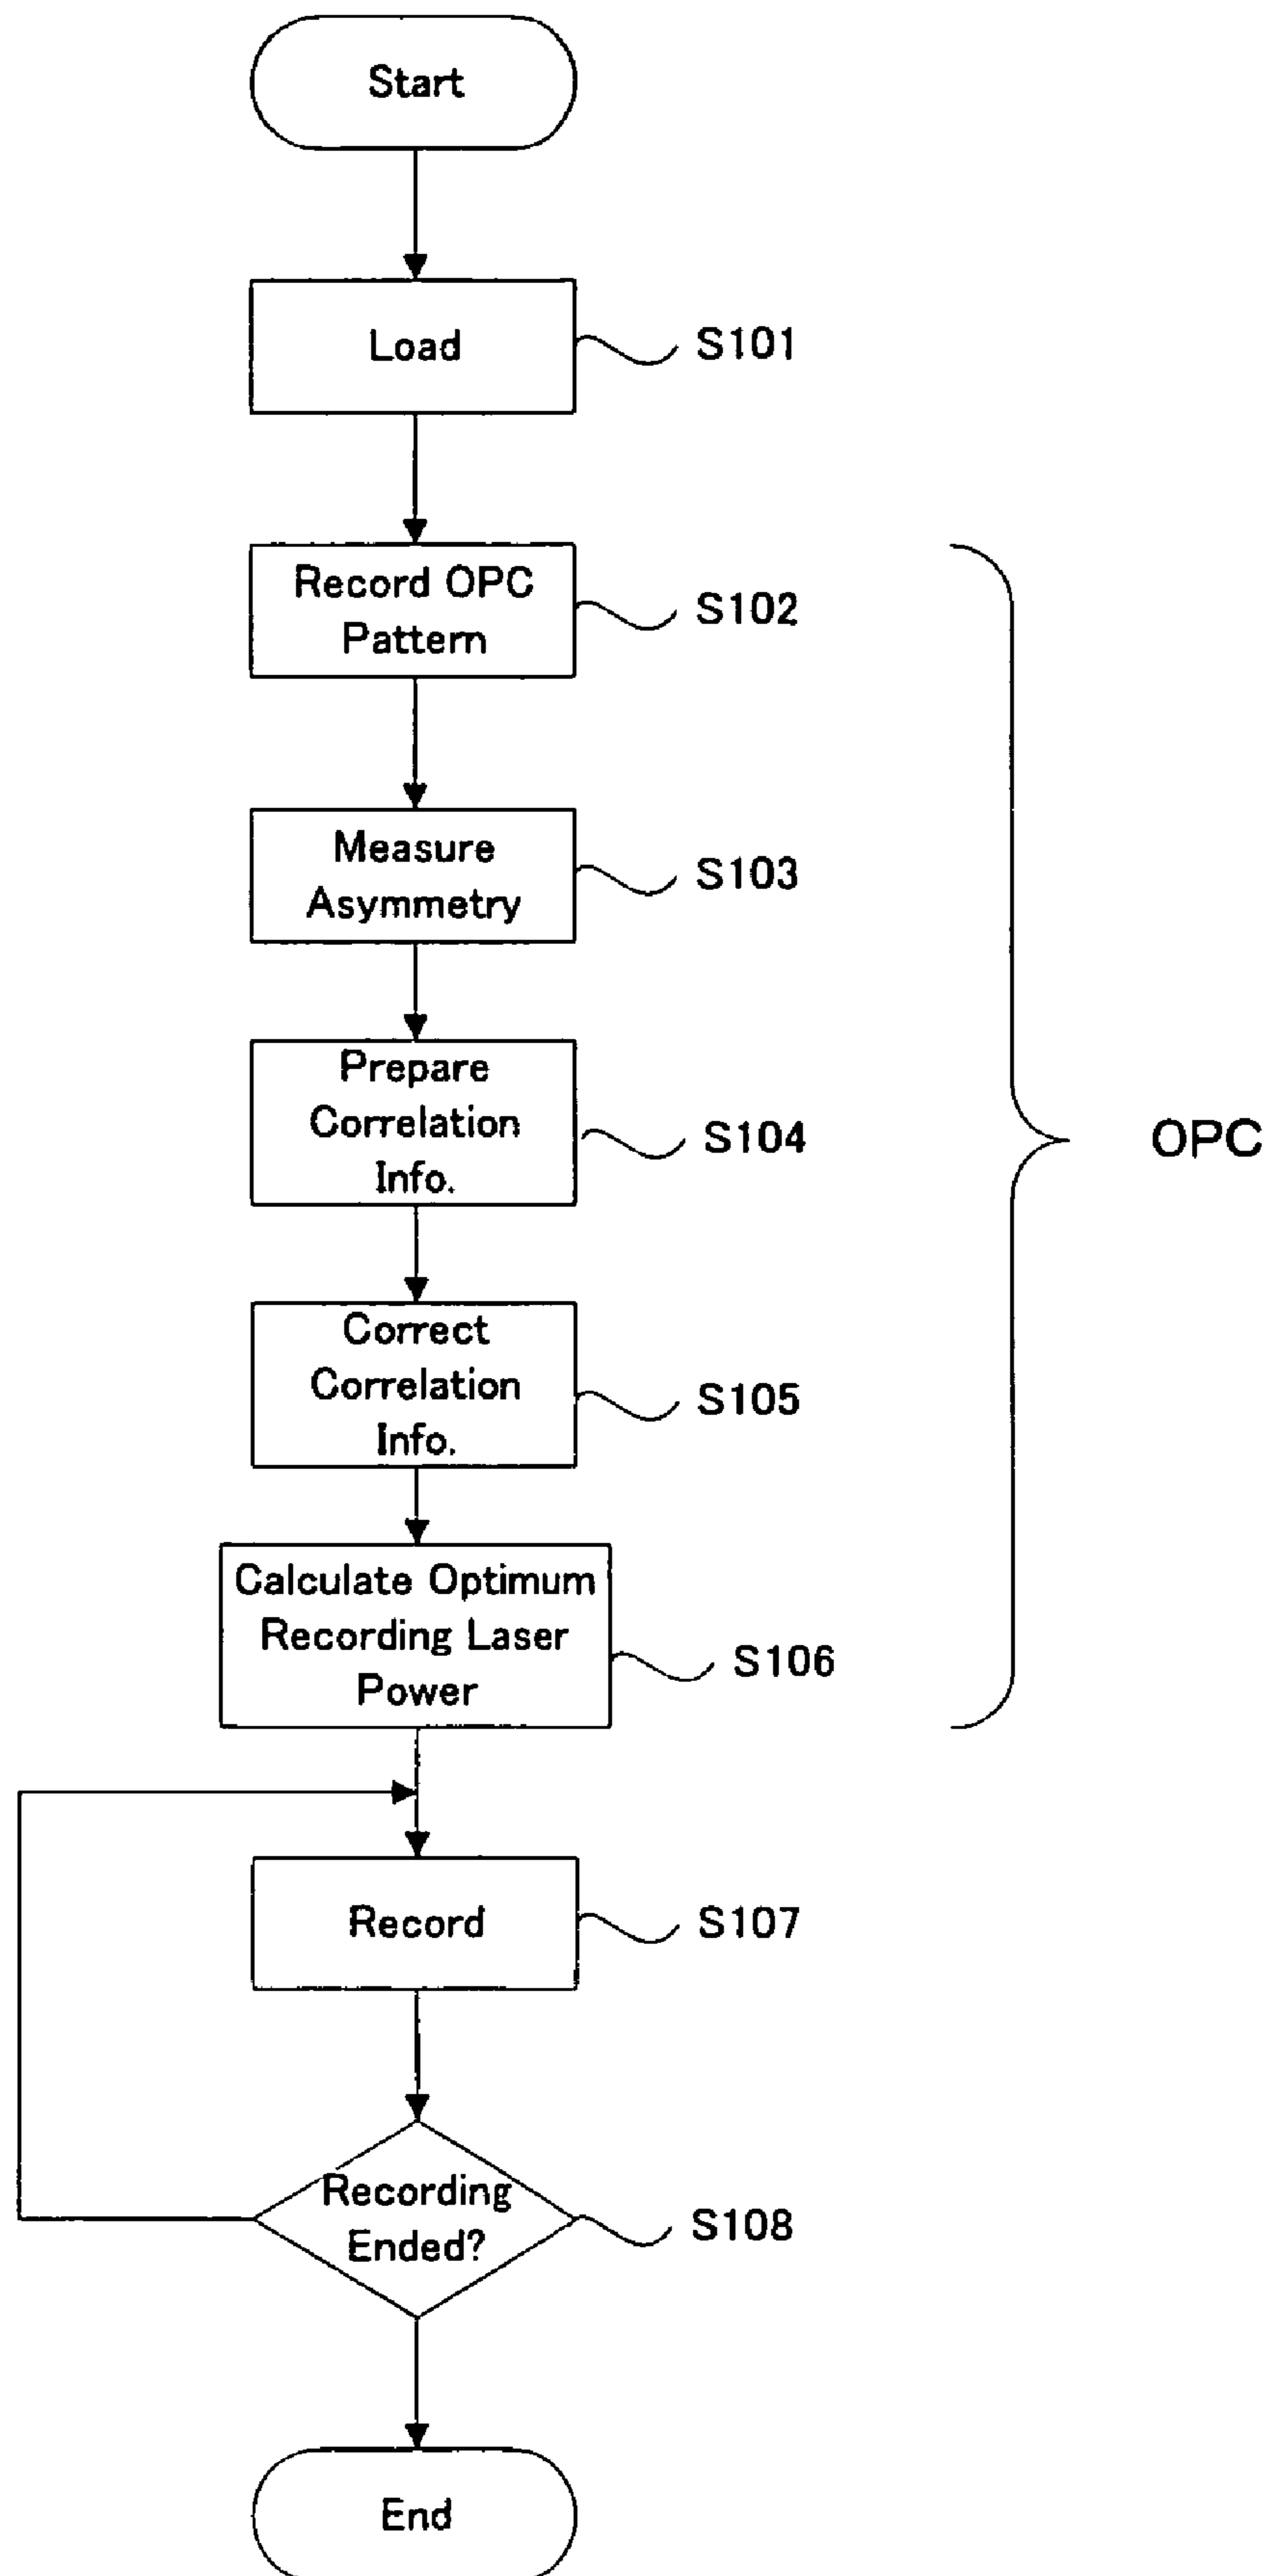 Start
Load
S101
Record OPC
Pattern
S102
Measure
Asymmetry
S103
Prepare
Correlation
Info.
S104
OPC
Correct
Correlation
Info.
S105
Calculate Optimum
Recording Laser
Power
S106
Record
S107
Recording
Ended?
S108
End